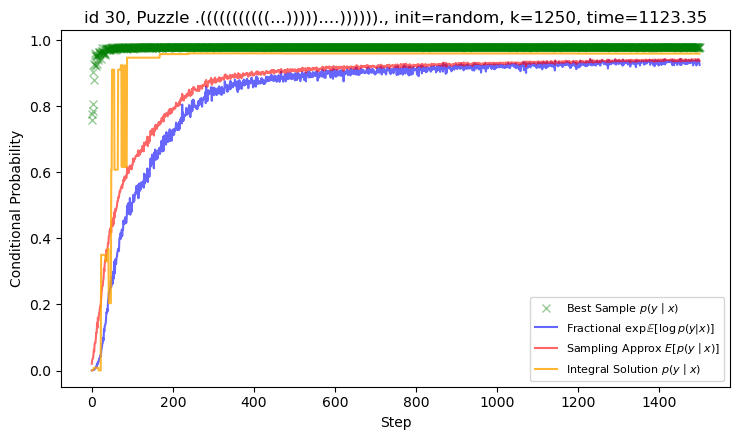 id 30, Puzzle .(((((((((((...)))))....))))))., init=random, k=1250, time=1123.35
Conditional Probability
1.0
0.8
0.6
0.4
0.2
0.0
Best Sample p(y | x)
Fractional exp𝔼[log p(y|x)]
Sampling Approx E[p(y | x)]
Integral Solution p(y | x)
0 200 400 600 800 1000 1200 1400
Step